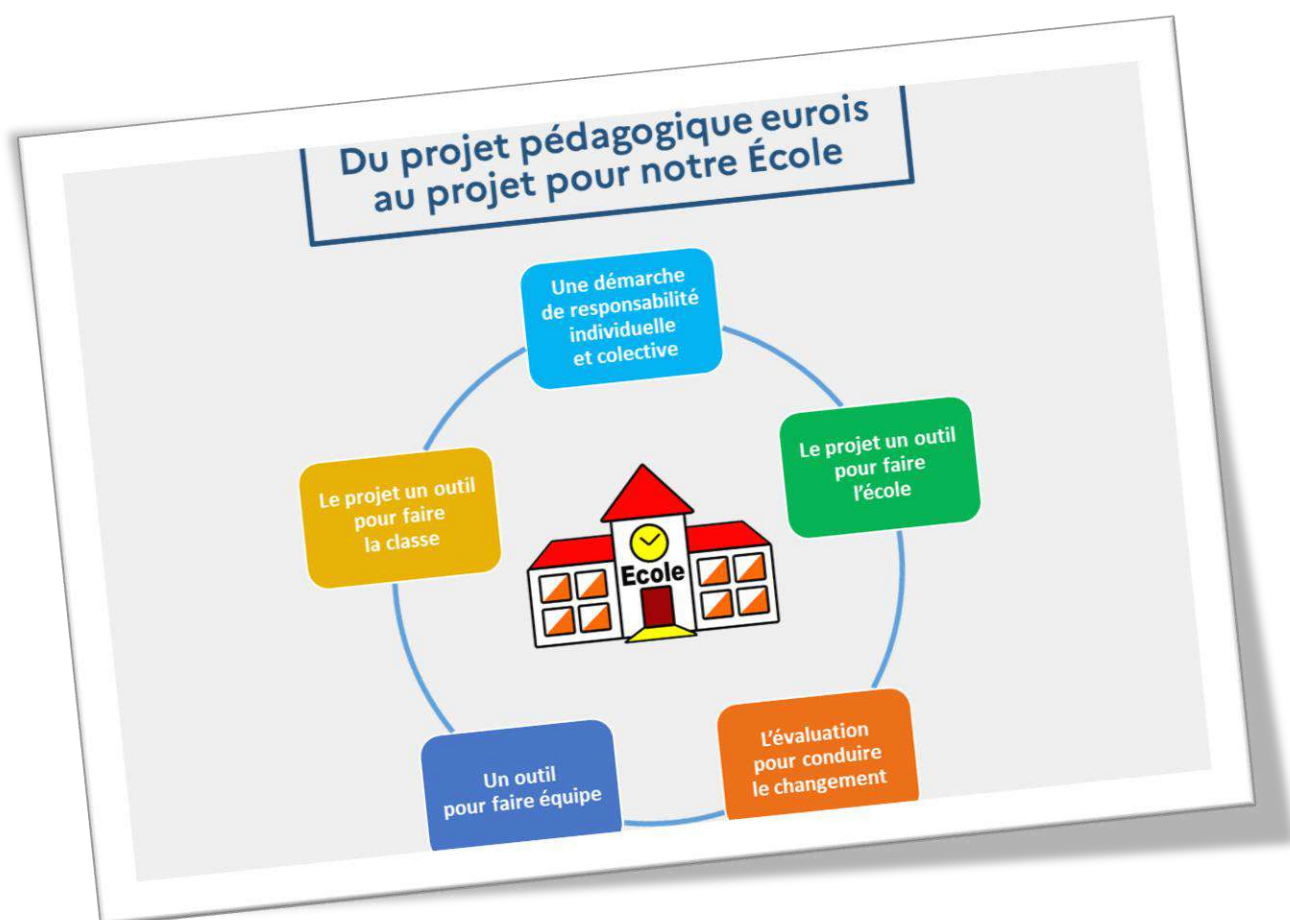 Du projet pédagogique eurois
au projet pour notre École
Une démarche
de responsabilité
individuelle
et colective
Le projet un outil
pour faire
l'école
Le projet un outil
pour faire
la classe
Ecole
L'évaluation
pour conduire
le changement
Un outil
pour faire équipe